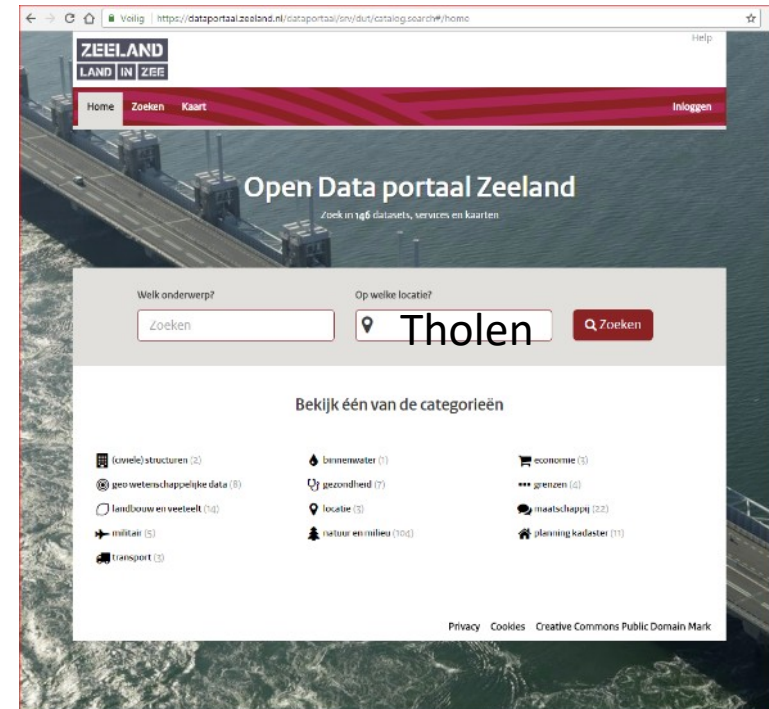 Veilig | https://dataportaal.zeeland.nl/dataportaal/srv/dut/catalog.search#/home
ZEELAND
LAND IN ZEE
Help
Home Zoeken Kaart Inloggen
Open Data portaal Zeeland
Zoek in 146 datasets, services en kaarten
Welk onderwerp? Op welke locatie?
Zoeken Tholen Zoeken
Bekijk één van de categorieën
(civiele) structuren (2) binnenwater (1) economie (3)
geo wetenschappelijke data (8) gezondheid (7) grenzen (4)
landbouw en veeteelt (14) locatie (3) maatschappij (22)
militair (5) natuur en milieu (104) planning kadaster (11)
transport (3)
Privacy Cookies Creative Commons Public Domain Mark